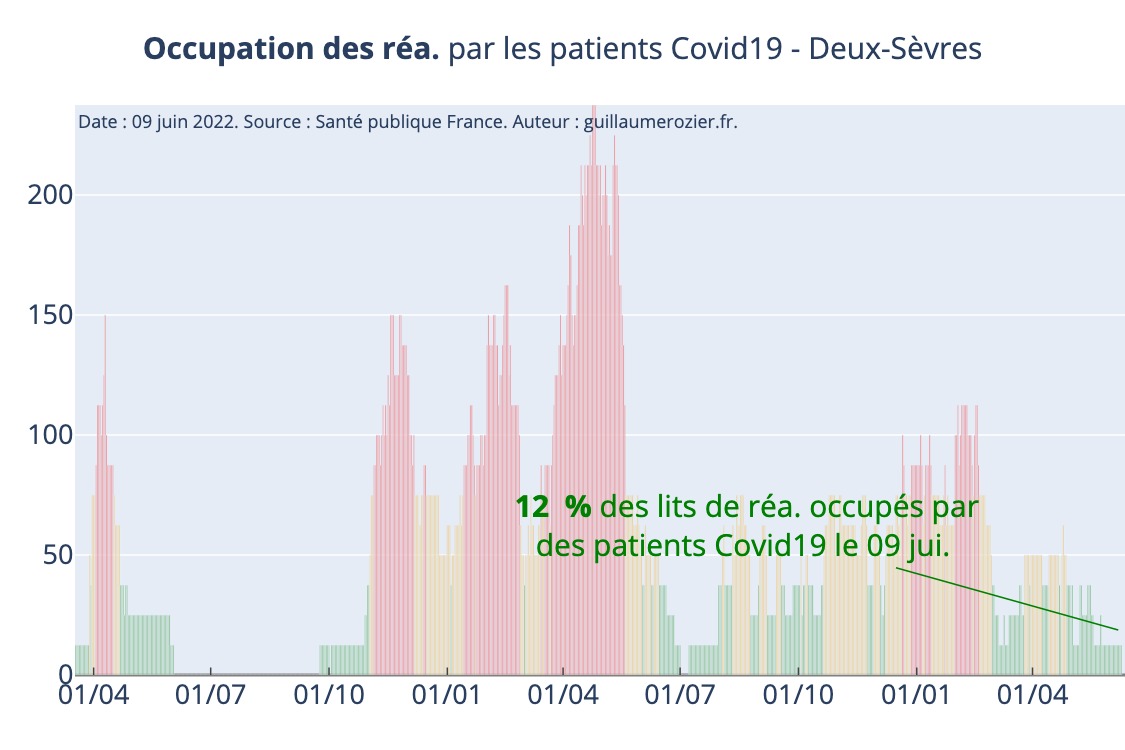 Occupation des réa. par les patients Covid19 - Deux-Sèvres
Date : 09 juin 2022. Source : Santé publique France. Auteur : guillaumerozier.fr.
200
150
100
50
0
12 % des lits de réa. occupés par
des patients Covid19 le 09 jui.
01/04 01/07 01/10 01/01 01/04 01/07 01/10 01/01 01/04